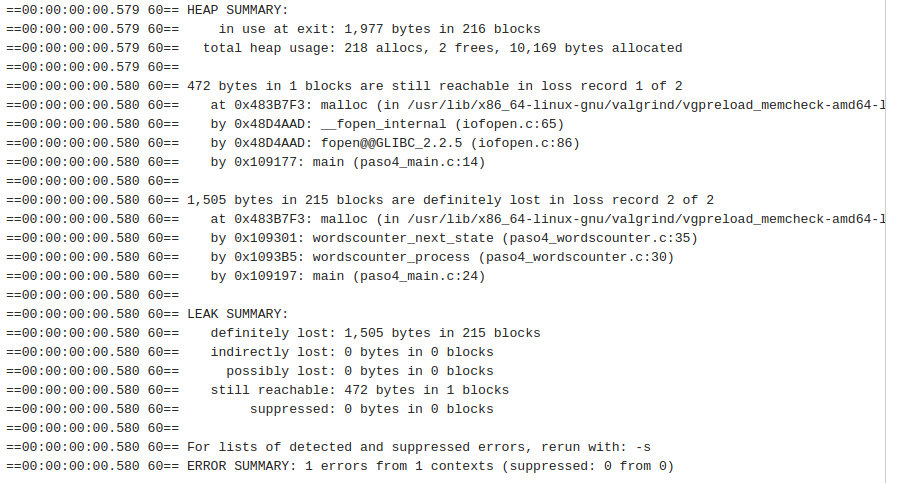 ==00:00:00:00.579 60== HEAP SUMMARY:
==00:00:00:00.579 60==     in use at exit: 1,977 bytes in 216 blocks
==00:00:00:00.579 60==   total heap usage: 218 allocs, 2 frees, 10,169 bytes allocated
==00:00:00:00.579 60==
==00:00:00:00.580 60== 472 bytes in 1 blocks are still reachable in loss record 1 of 2
==00:00:00:00.580 60==    at 0x483B7F3: malloc (in /usr/lib/x86_64-linux-gnu/valgrind/vgpreload_memcheck-amd64-l
==00:00:00:00.580 60==    by 0x48D4AAD: __fopen_internal (iofopen.c:65)
==00:00:00:00.580 60==    by 0x48D4AAD: fopen@@GLIBC_2.2.5 (iofopen.c:86)
==00:00:00:00.580 60==    by 0x109177: main (paso4_main.c:14)
==00:00:00:00.580 60==
==00:00:00:00.580 60== 1,505 bytes in 215 blocks are definitely lost in loss record 2 of 2
==00:00:00:00.580 60==    at 0x483B7F3: malloc (in /usr/lib/x86_64-linux-gnu/valgrind/vgpreload_memcheck-amd64-l
==00:00:00:00.580 60==    by 0x109301: wordscounter_next_state (paso4_wordscounter.c:35)
==00:00:00:00.580 60==    by 0x1093B5: wordscounter_process (paso4_wordscounter.c:30)
==00:00:00:00.580 60==    by 0x109197: main (paso4_main.c:24)
==00:00:00:00.580 60==
==00:00:00:00.580 60== LEAK SUMMARY:
==00:00:00:00.580 60==    definitely lost: 1,505 bytes in 215 blocks
==00:00:00:00.580 60==    indirectly lost: 0 bytes in 0 blocks
==00:00:00:00.580 60==      possibly lost: 0 bytes in 0 blocks
==00:00:00:00.580 60==    still reachable: 472 bytes in 1 blocks
==00:00:00:00.580 60==         suppressed: 0 bytes in 0 blocks
==00:00:00:00.580 60==
==00:00:00:00.580 60== For lists of detected and suppressed errors, rerun with: -s
==00:00:00:00.580 60== ERROR SUMMARY: 1 errors from 1 contexts (suppressed: 0 from 0)